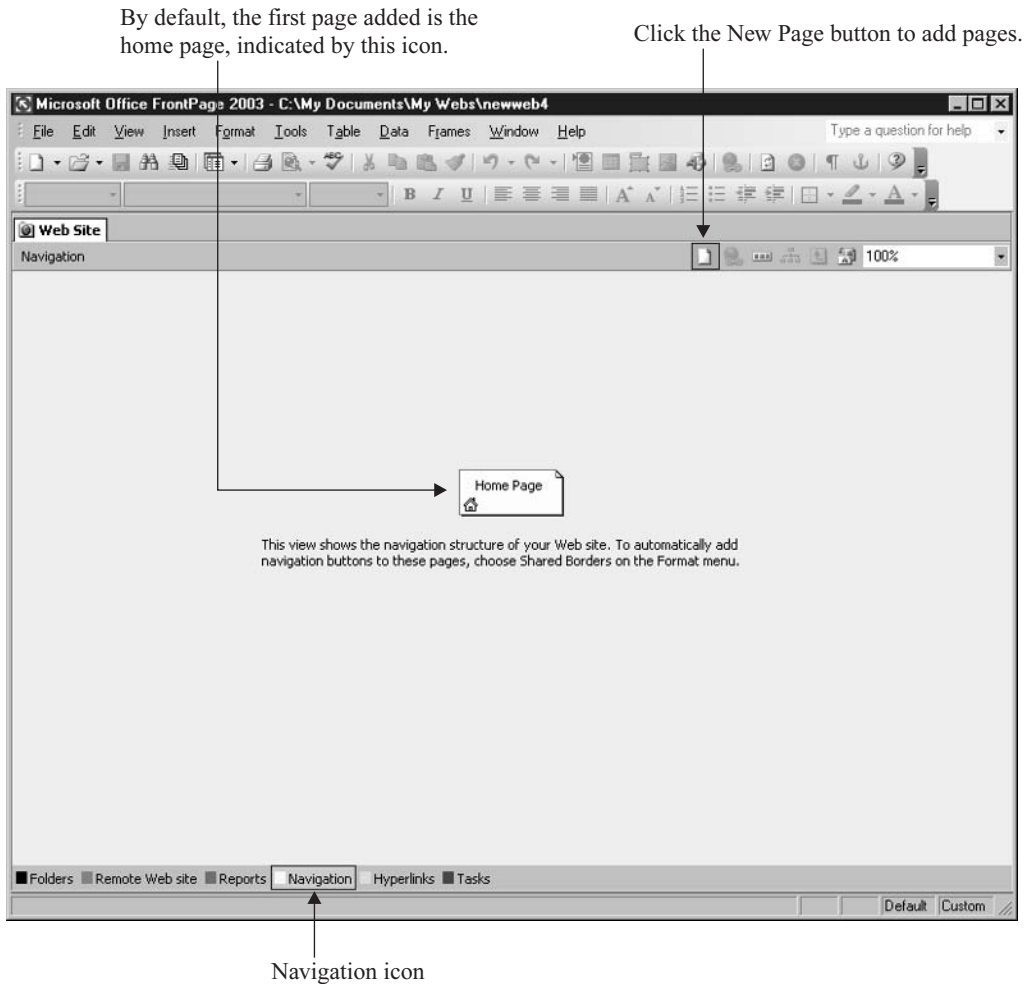 By default, the first page added is the
home page, indicated by this icon.
Click the New Page button to add pages.
Microsoft Office FrontPage 2003 - C:\My Documents\My Webs\newweb4
File Edit View Insert Format Tools Table Data Frames Window Help Type a question for help
B I U A A A
Web Site
Navigation 100%
Home Page
This view shows the navigation structure of your Web site. To automatically add
navigation buttons to these pages, choose Shared Borders on the Format menu.
Folders Remote Web site Reports Navigation Hyperlinks Tasks
Default Custom
Navigation icon